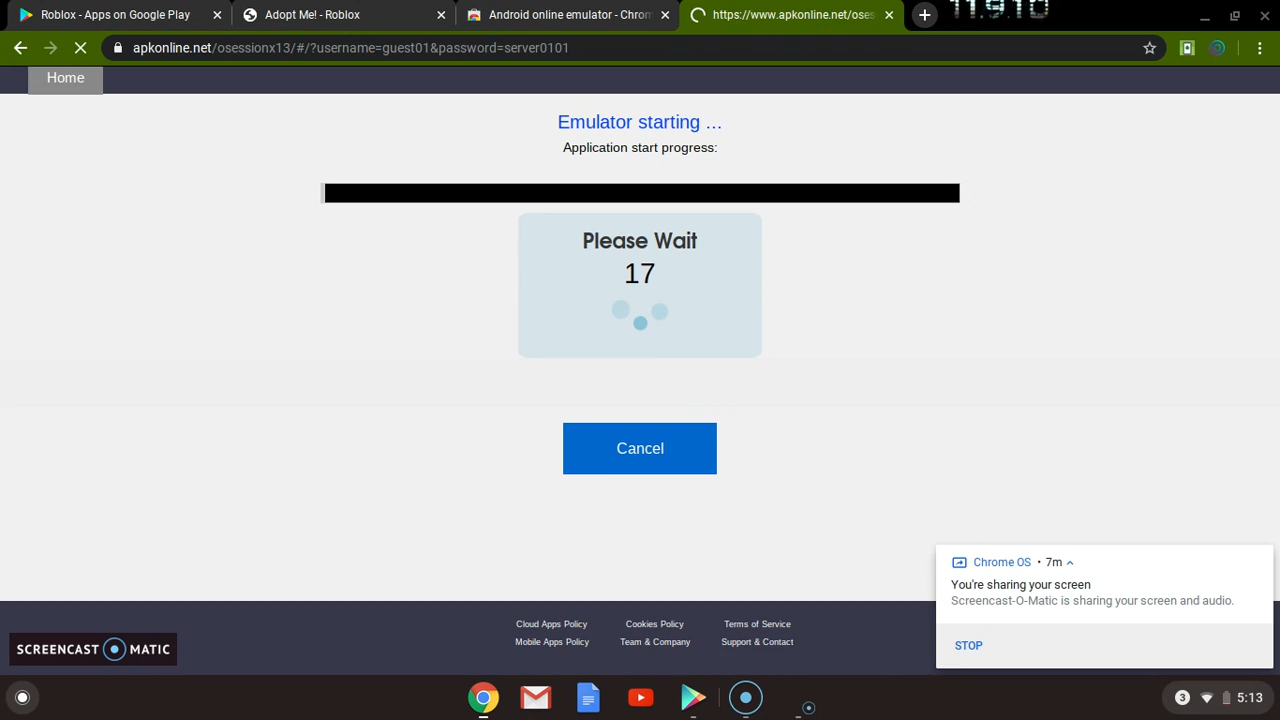 Roblox - Apps on Google Play
Adopt Me! - Roblox
Android online emulator - Chrom
https://www.apkonline.net/oses
apkonline.net/osessionx13/#/?username=guest01&password=server0101
Home
Emulator starting ...
Application start progress:
Please Wait
17
Cancel
Chrome OS • 7m
You're sharing your screen
Screencast-O-Matic is sharing your screen and audio.
STOP
Cloud Apps Policy
Cookies Policy
Terms of Service
Mobile Apps Policy
Team & Company
Support & Contact
SCREENCAST MATIC
3
5:13